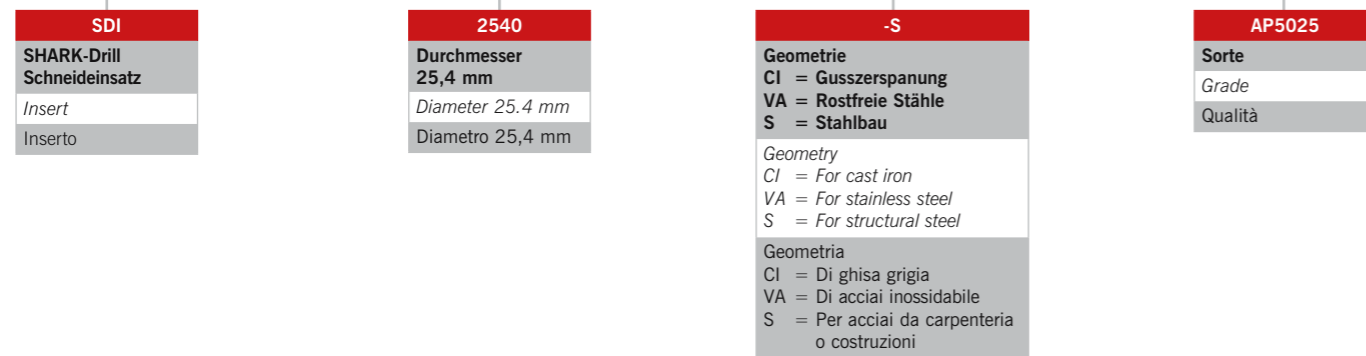 SDI
SHARK-Drill
Schneideinsatz
Insert
Inserto
2540
Durchmesser
25,4 mm
Diameter 25.4 mm
Diametro 25,4 mm
-S
Geometrie
CI = Gusszerspanung
VA = Rostfreie Stähle
S = Stahlbau
Geometry
CI = For cast iron
VA = For stainless steel
S = For structural steel
Geometria
CI = Di ghisa grigia
VA = Di acciai inossidabile
S = Per acciai da carpenteria
o costruzioni
AP5025
Sorte
Grade
Qualità